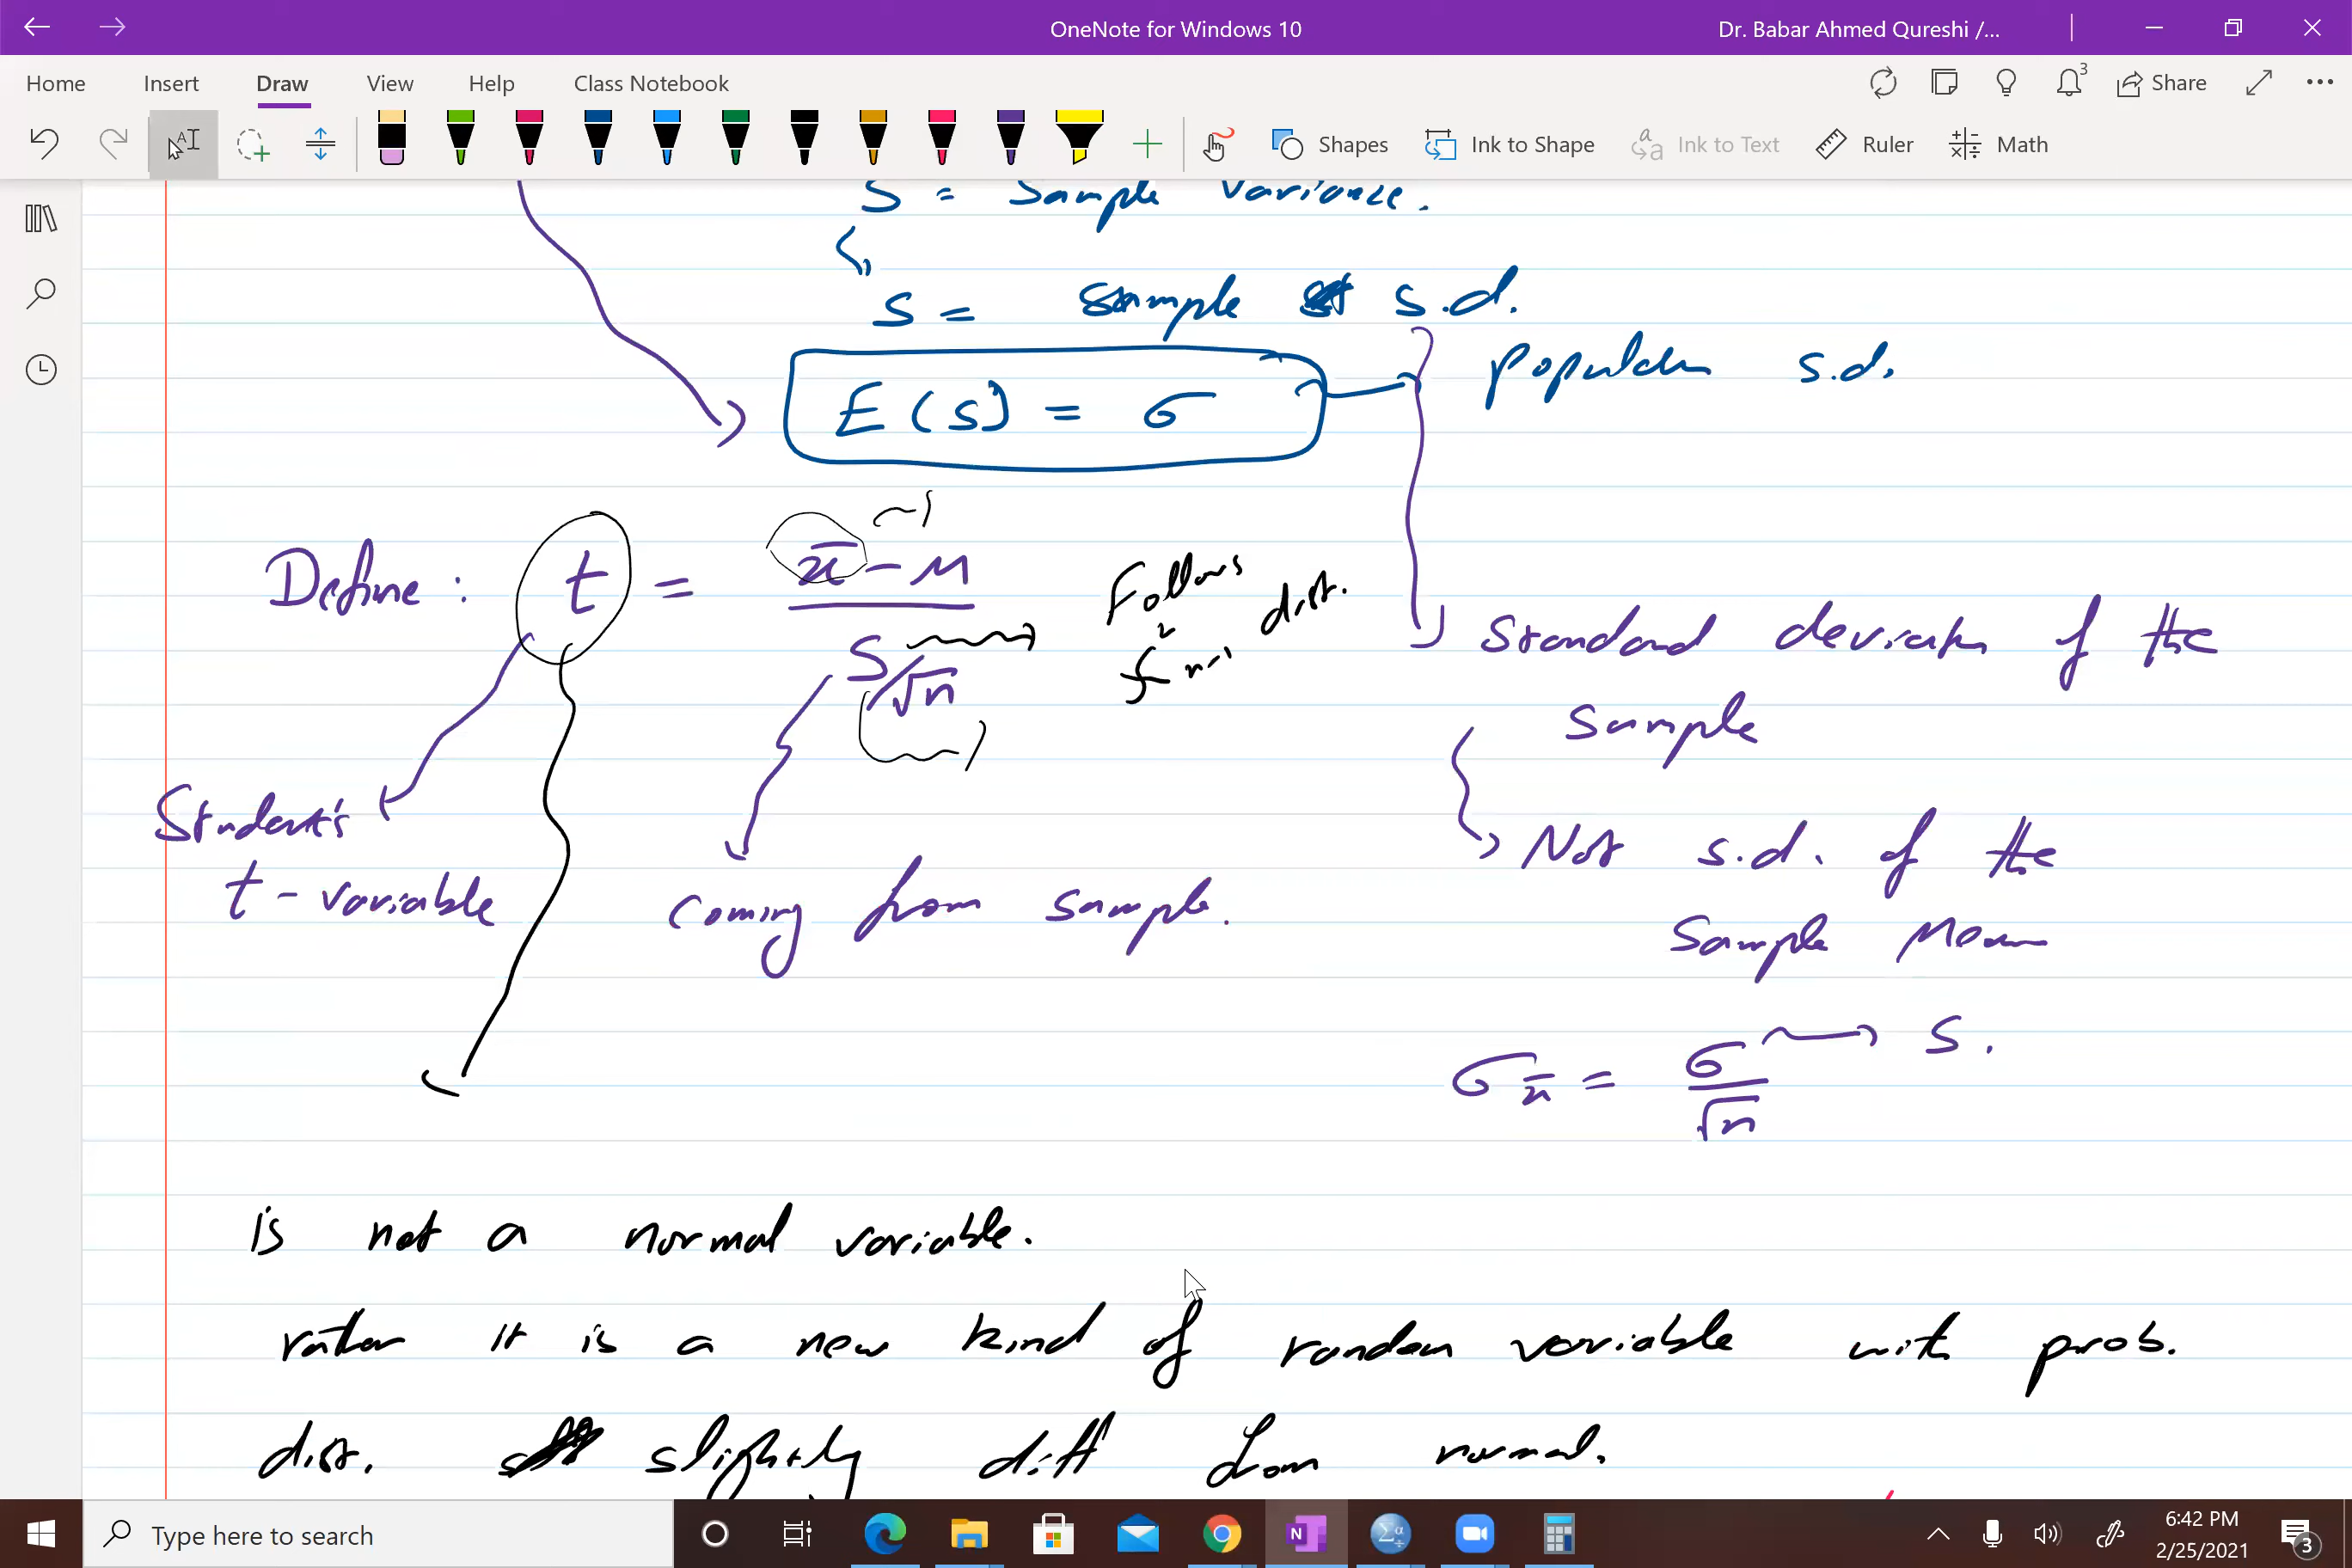 OneNote for Windows 10
Dr. Babar Ahmed Qureshi /...
Home Insert Draw View Help Class Notebook
3
Share
Shapes Ink to Shape Ink to Text Ruler Math
S = Sample Variance.
S = Sample s.d.
E(S) = σ
Population s.d.
Define: t = (x̄ - μ) / (S/√n)
Follows dist.
n-1
Standard deviation of the
sample
Student's
t-variable
Coming from sample.
Not s.d. of the
Sample Mean
σx̄ = σ/√n → S.
is not a normal variable.
rather it is a new kind of random variable with prob.
dist. slightly diff from normal.
Type here to search
6:42 PM
2/25/2021
3